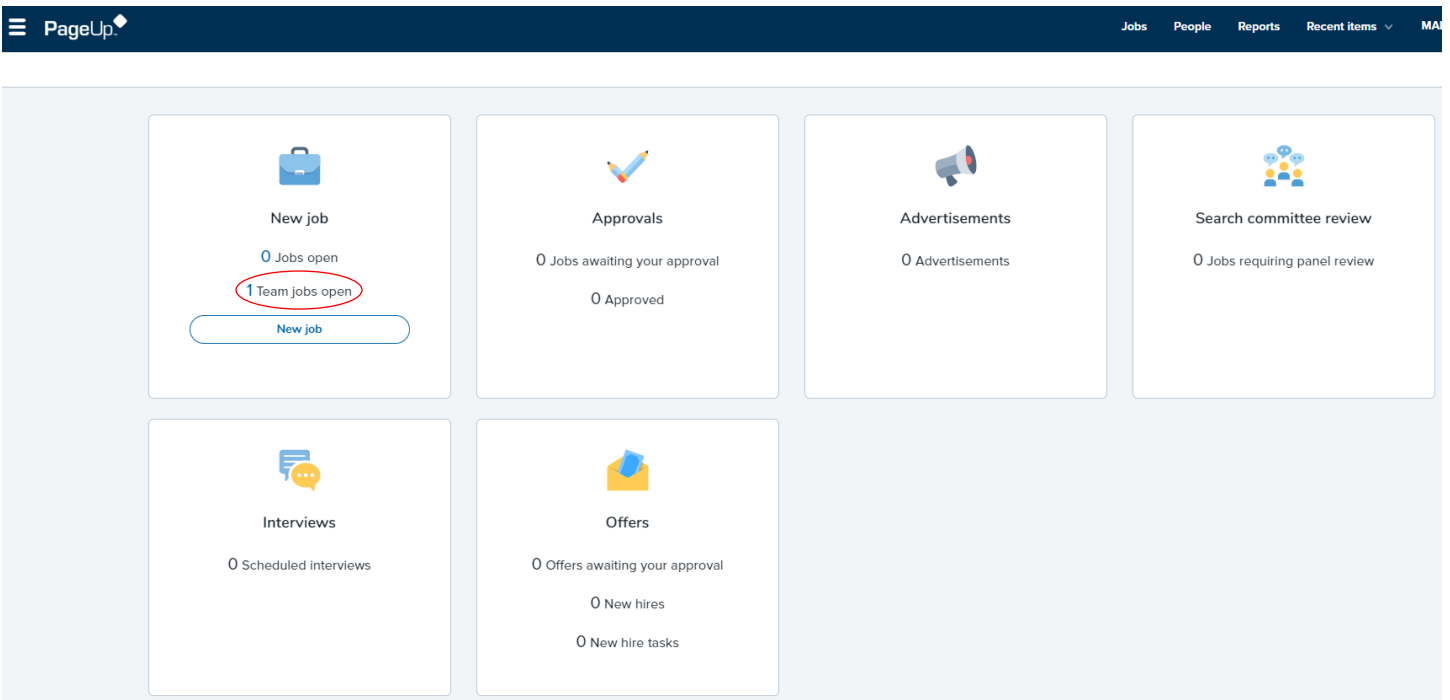 PageUp
Jobs People Reports Recent items
New job
0 Jobs open
1 Team jobs open
New job
Approvals
0 Jobs awaiting your approval
0 Approved
Advertisements
0 Advertisements
Search committee review
0 Jobs requiring panel review
Interviews
0 Scheduled interviews
Offers
0 Offers awaiting your approval
0 New hires
0 New hire tasks